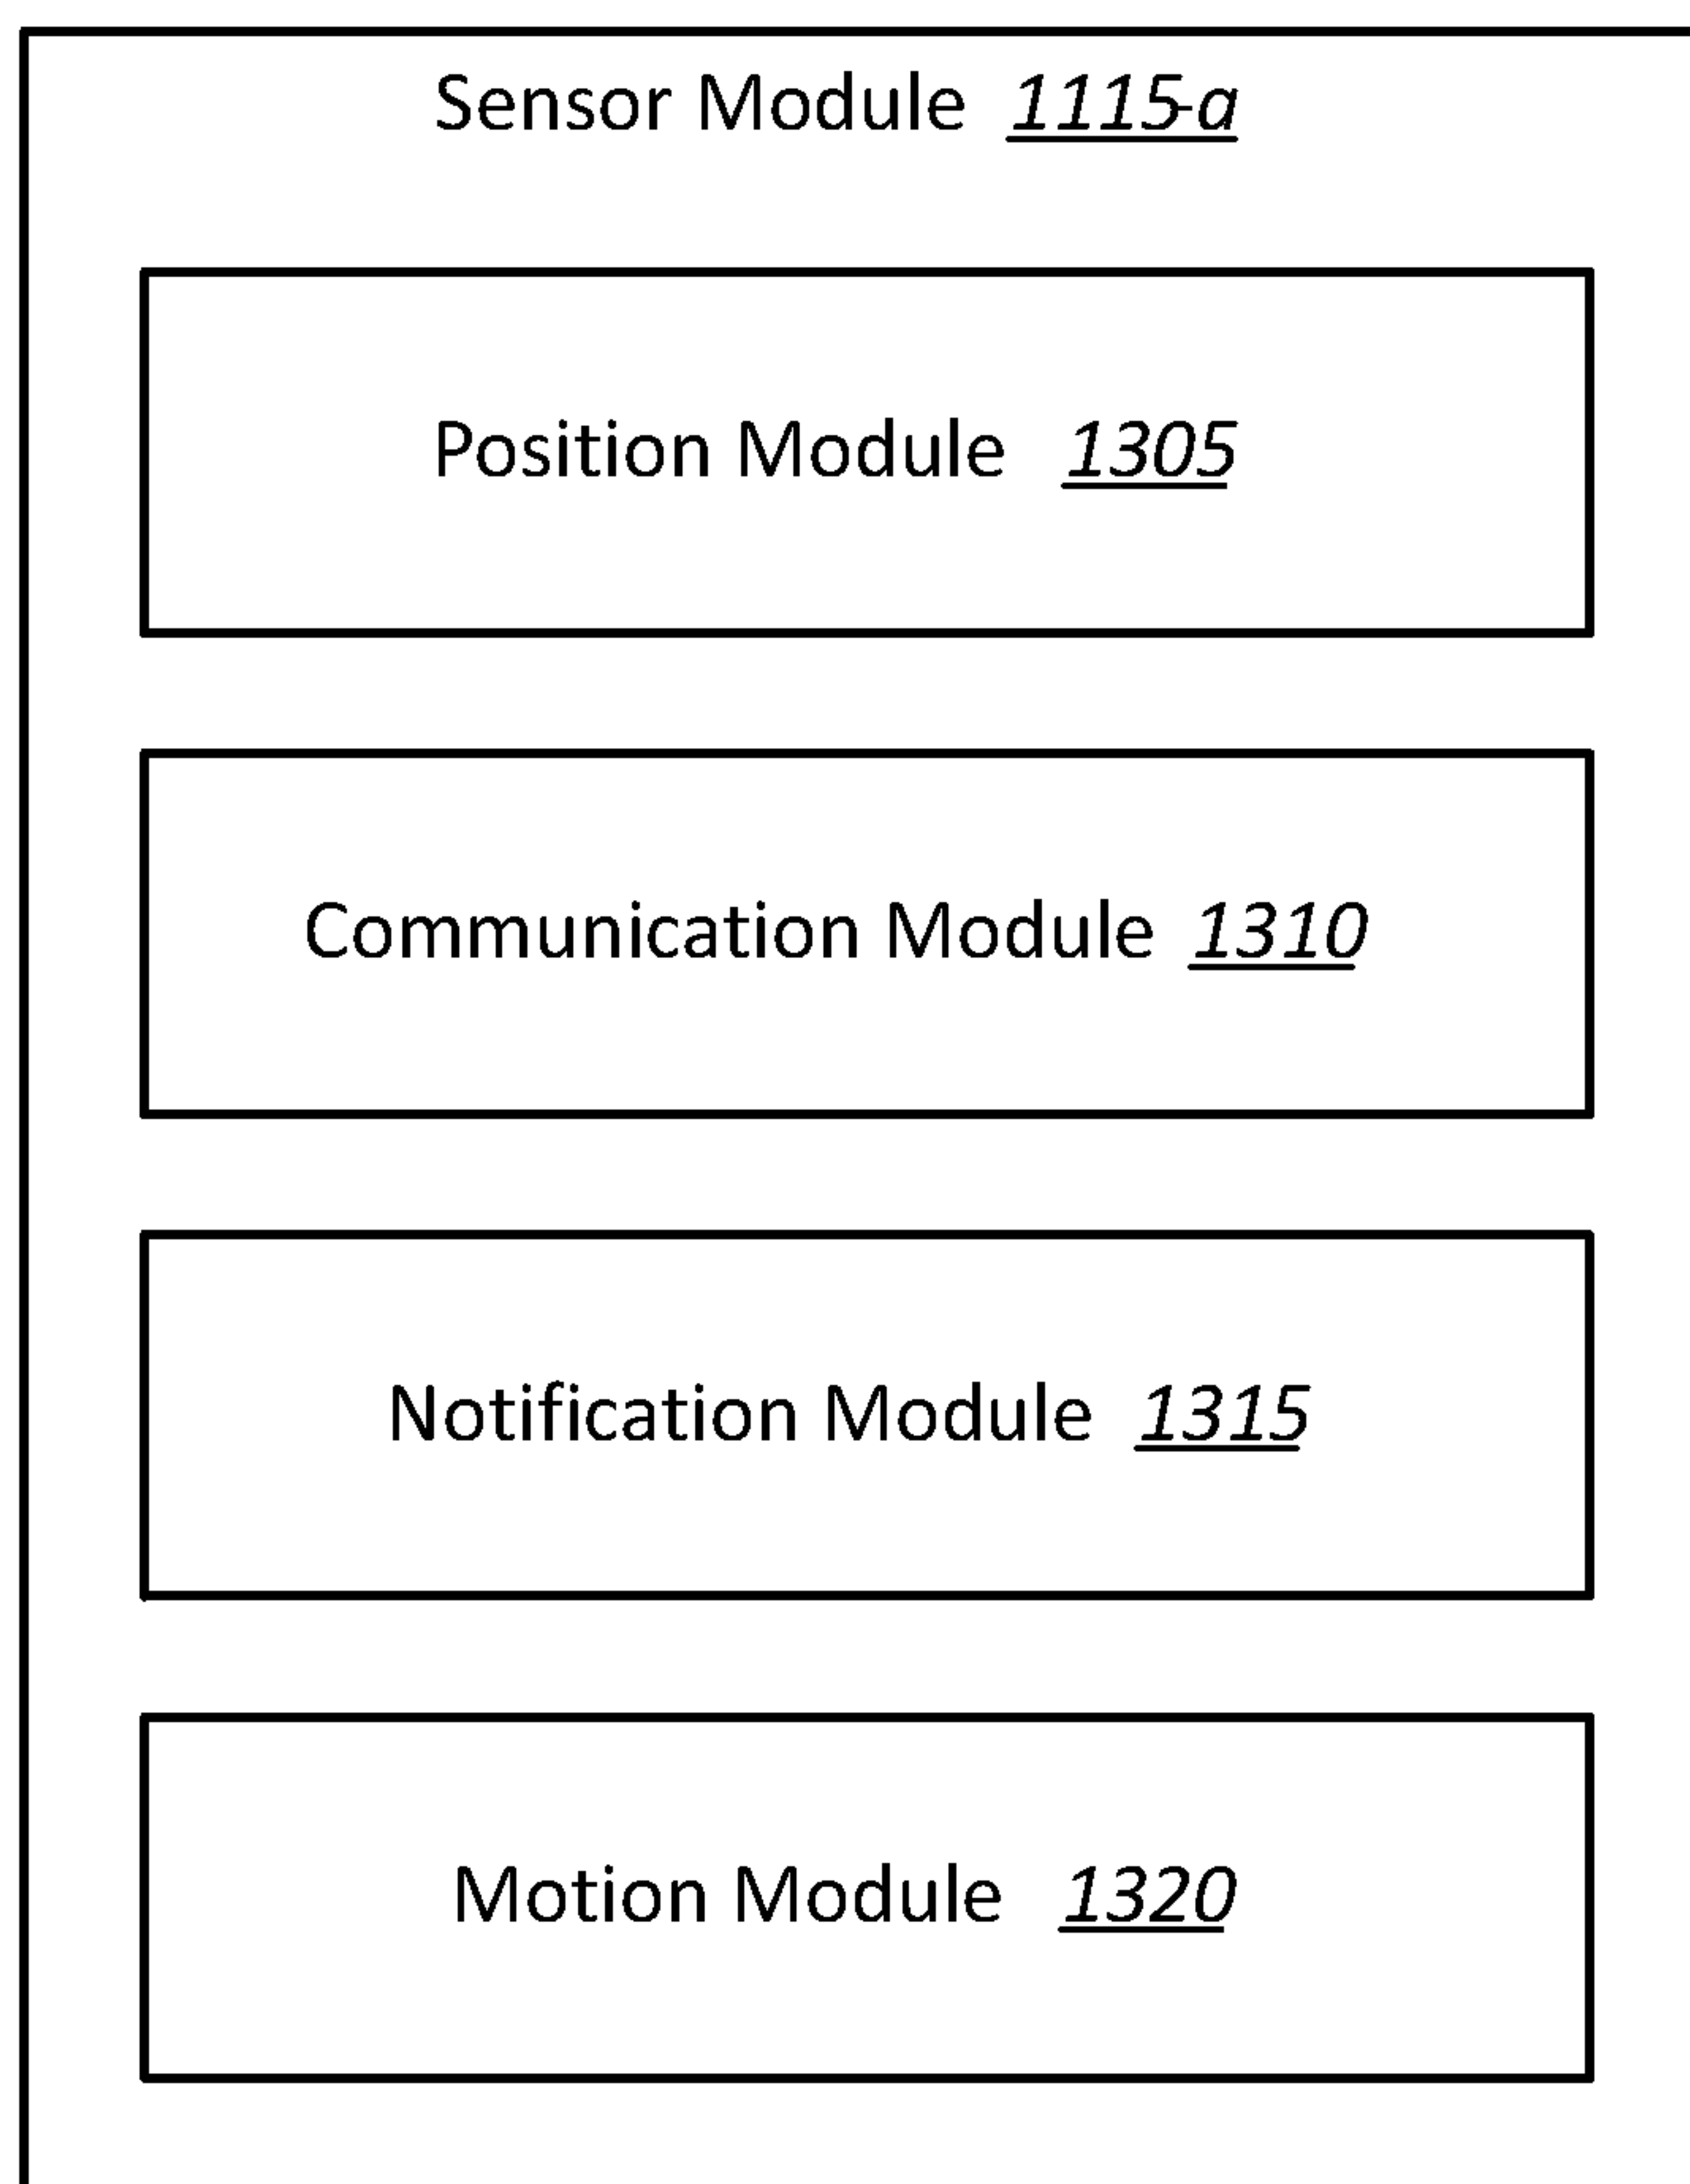 Sensor Module 1115-a
Position Module 1305
Communication Module 1310
Notification Module 1315
Motion Module 1320